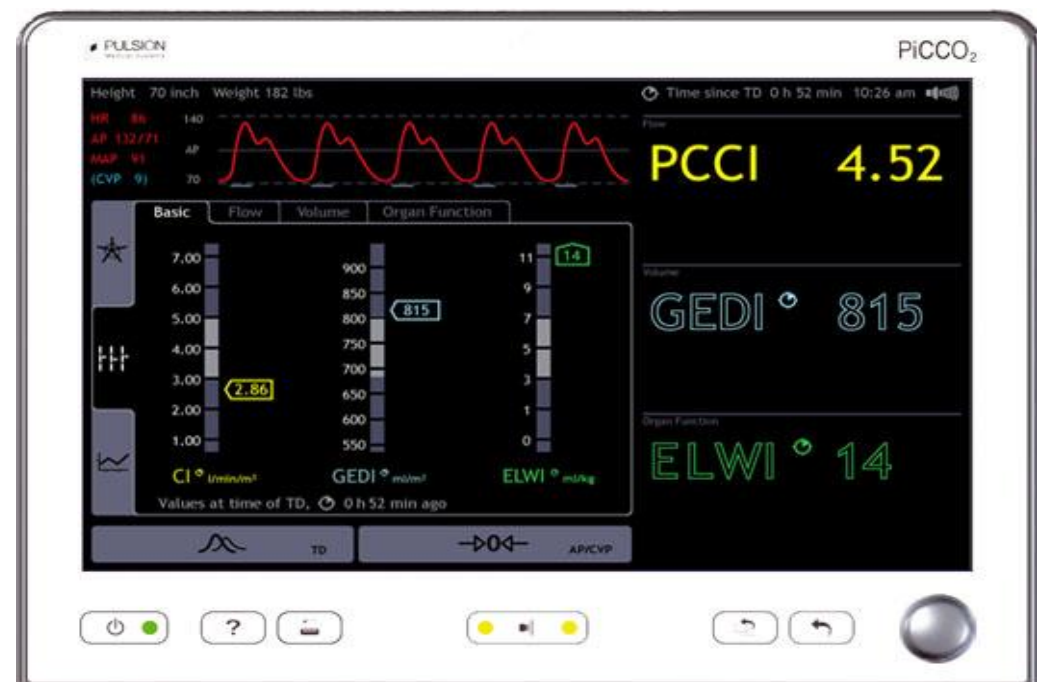 PULSION
PiCCO2
Height 70 inch Weight 182 lbs
Time since TD 0 h 52 min 10:26 am
HR 86
AP 132/71
MAP 91
(CVP 9)
140
AP
70
Flow
PCCI 4.52
Basic Flow Volume Organ Function
7.00
6.00
5.00
4.00
3.00
2.00
1.00
2.86
CI l/min/m²
900
850
800
750
700
650
600
550
815
GEDI ml/m²
11
9
7
5
3
1
0
14
ELWI ml/kg
Values at time of TD, 0 h 52 min ago
Volume
GEDI 815
Organ Function
ELWI 14
TD
0
AP/CVP
?